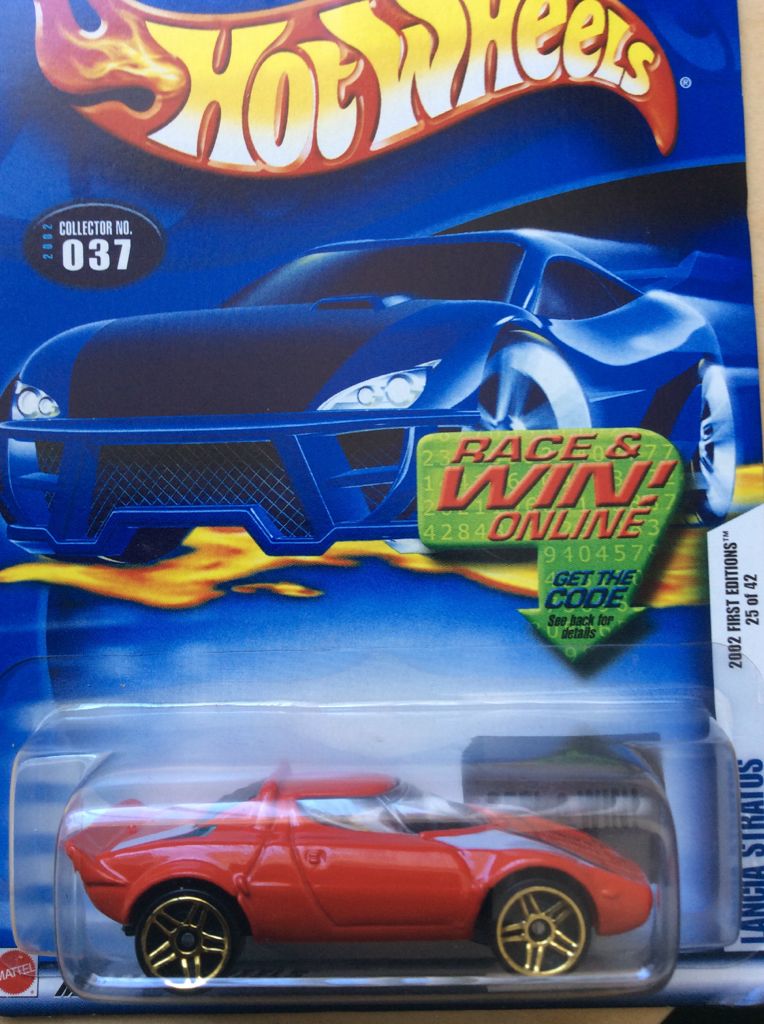 HOT WHEELS
®
2002
COLLECTOR NO.
037
RACE &
WIN!
ONLINE
GET THE
CODE
See back for
details
2002 FIRST EDITIONS™
25 of 42
LANCIA STRATOS
MATTEL